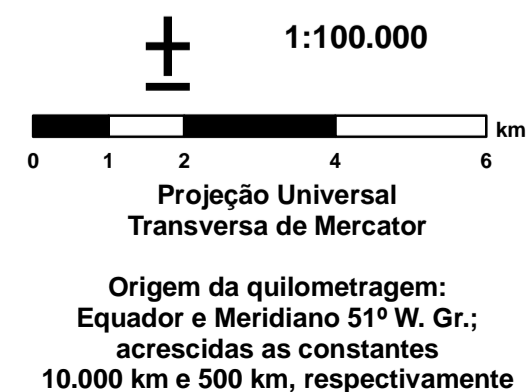 1:100.000
km
0 1 2 4 6
Projeção Universal
Transversa de Mercator
Origem da quilometragem:
Equador e Meridiano 51º W. Gr.;
acrescidas as constantes
10.000 km e 500 km, respectivamente